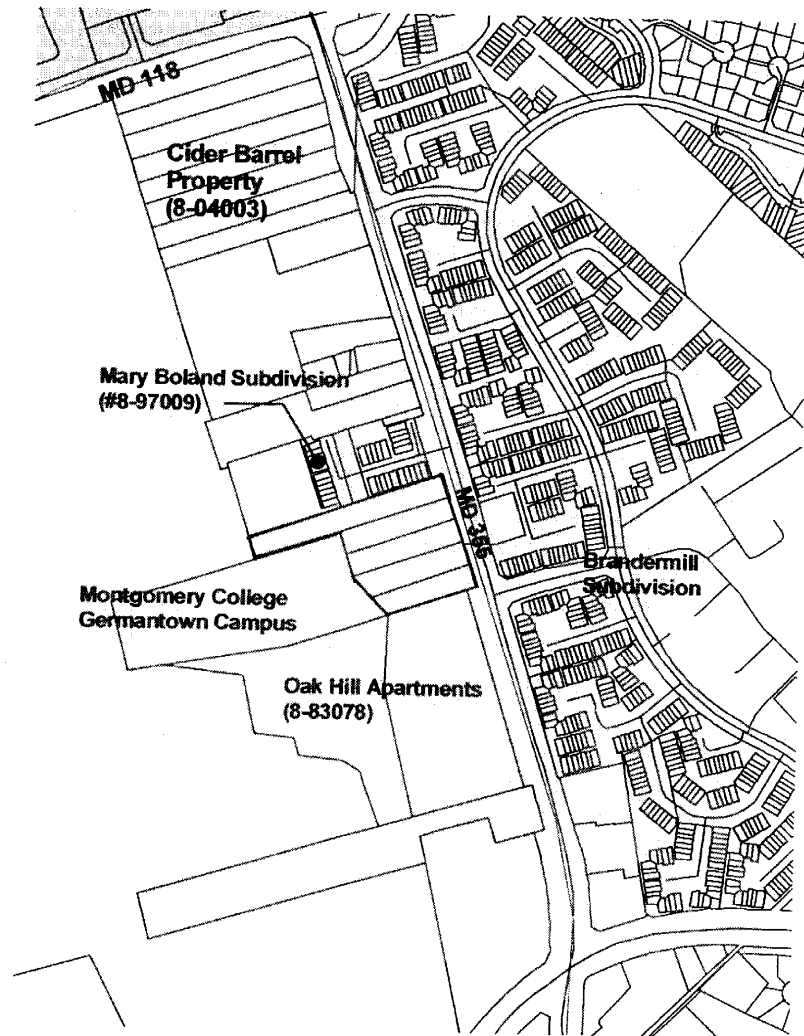 MD 118
Cider Barrel
Property
(8-04003)
Mary Boland Subdivision
(#8-97009)
MD 355
Brandermill
Subdivision
Montgomery College
Germantown Campus
Oak Hill Apartments
(8-83078)